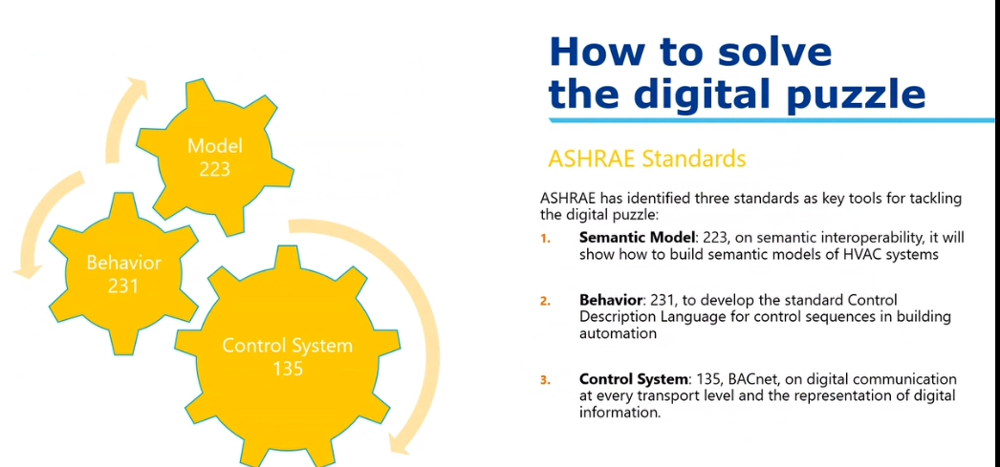 How to solve
the digital puzzle
ASHRAE Standards
ASHRAE has identified three standards as key tools for tackling
the digital puzzle:
1. Semantic Model: 223, on semantic interoperability, it will
show how to build semantic models of HVAC systems
2. Behavior: 231, to develop the standard Control
Description Language for control sequences in building
automation
3. Control System: 135, BACnet, on digital communication
at every transport level and the representation of digital
information.
Model
223
Behavior
231
Control System
135